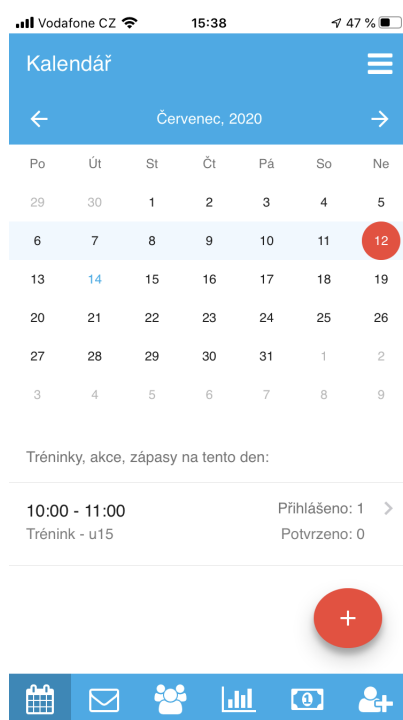 Vodafone CZ 15:38 47 %
Kalendář
Červenec, 2020
Po Út St Čt Pá So Ne
29 30 1 2 3 4 5
6 7 8 9 10 11 12
13 14 15 16 17 18 19
20 21 22 23 24 25 26
27 28 29 30 31 1 2
3 4 5 6 7 8 9
Tréninky, akce, zápasy na tento den:
10:00 - 11:00 Přihlášeno: 1
Trénink - u15 Potvrzeno: 0
+
1